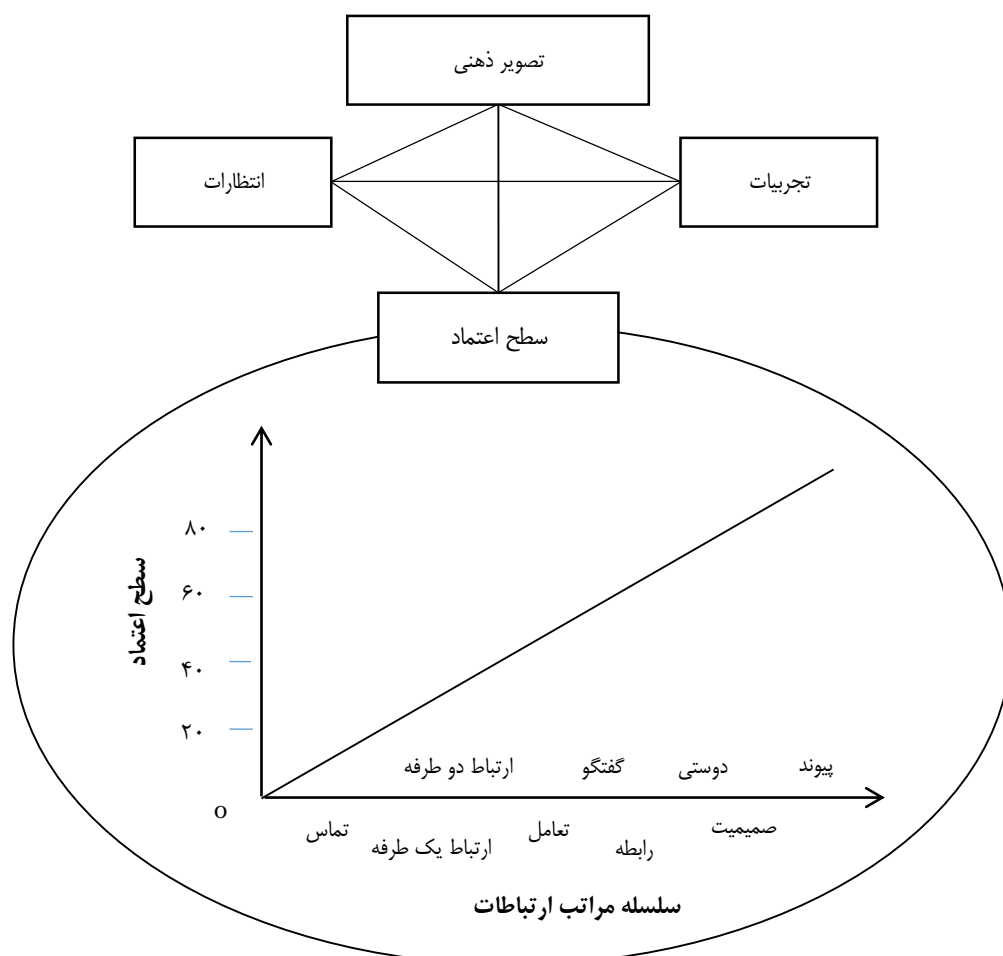 تصویر ذهنی
تجربیات
انتظارات
سطح اعتماد
سطح اعتماد
۸۰
۶۰
۴۰
۲۰
o
ارتباط دو طرفه
گفتگو
دوستی
پیوند
تماس
ارتباط یک طرفه
تعامل
رابطه
صمیمیت
سلسله مراتب ارتباطات